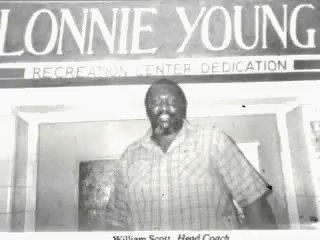 LONNIE YOUNG
RECREATION CENTER DEDICATION
William Scott, Head Coach